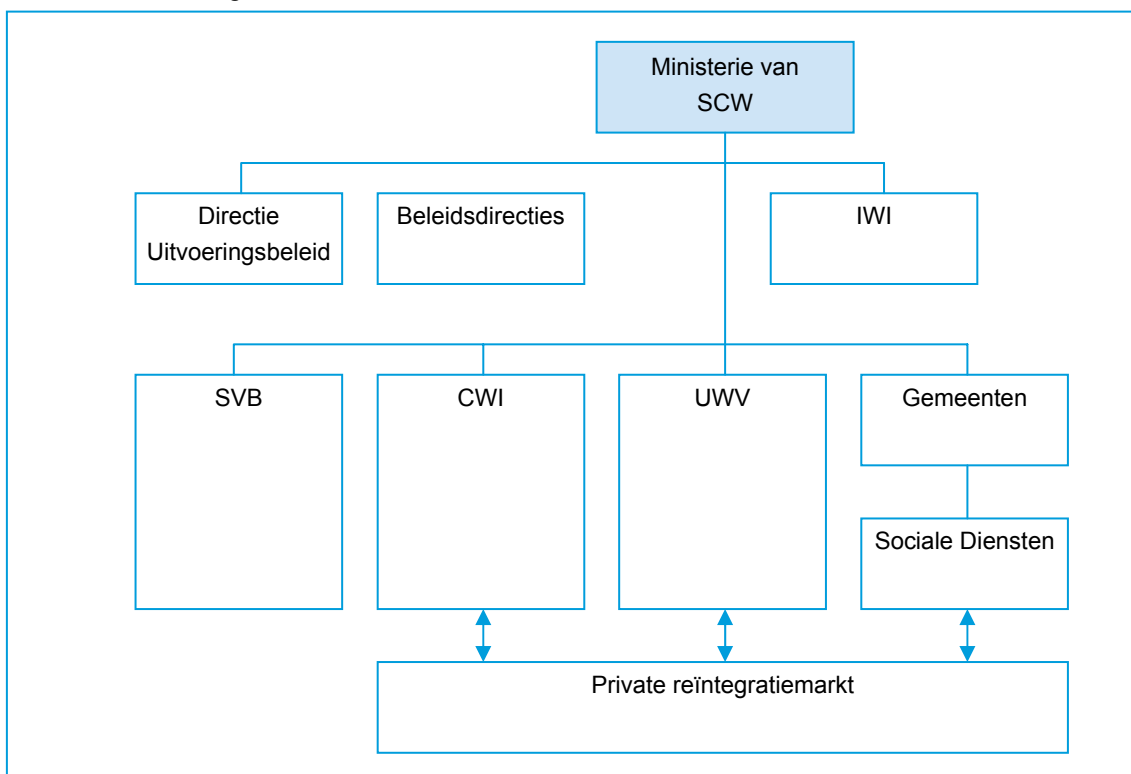 Ministerie van
SCW
Directie
Uitvoeringsbeleid
Beleidsdirecties
IWI
SVB
CWI
UWV
Gemeenten
Sociale Diensten
Private reïntegratiemarkt